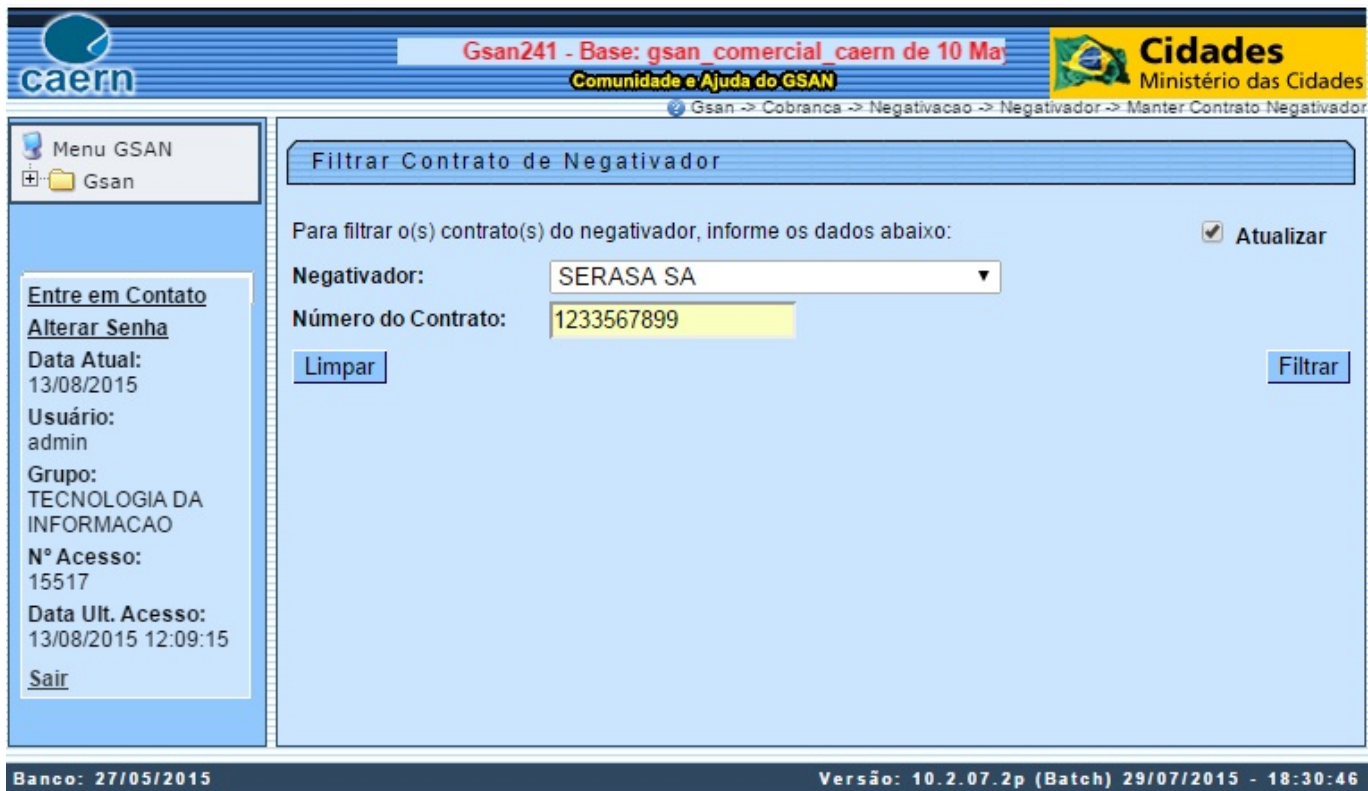 caern
Gsan241 - Base: gsan_comercial_caern de 10 May
Comunidade e Ajuda do GSAN
Cidades
Ministério das Cidades
Gsan -> Cobranca -> Negativacao -> Negativador -> Manter Contrato Negativador
Menu GSAN
Gsan
Entre em Contato
Alterar Senha
Data Atual:
13/08/2015
Usuário:
admin
Grupo:
TECNOLOGIA DA
INFORMACAO
Nº Acesso:
15517
Data Ult. Acesso:
13/08/2015 12:09:15
Sair
Filtrar Contrato de Negativador
Para filtrar o(s) contrato(s) do negativador, informe os dados abaixo:
Atualizar
Negativador: SERASA SA
Número do Contrato: 1233567899
Limpar Filtrar
Banco: 27/05/2015 Versão: 10.2.07.2p (Batch) 29/07/2015 - 18:30:46